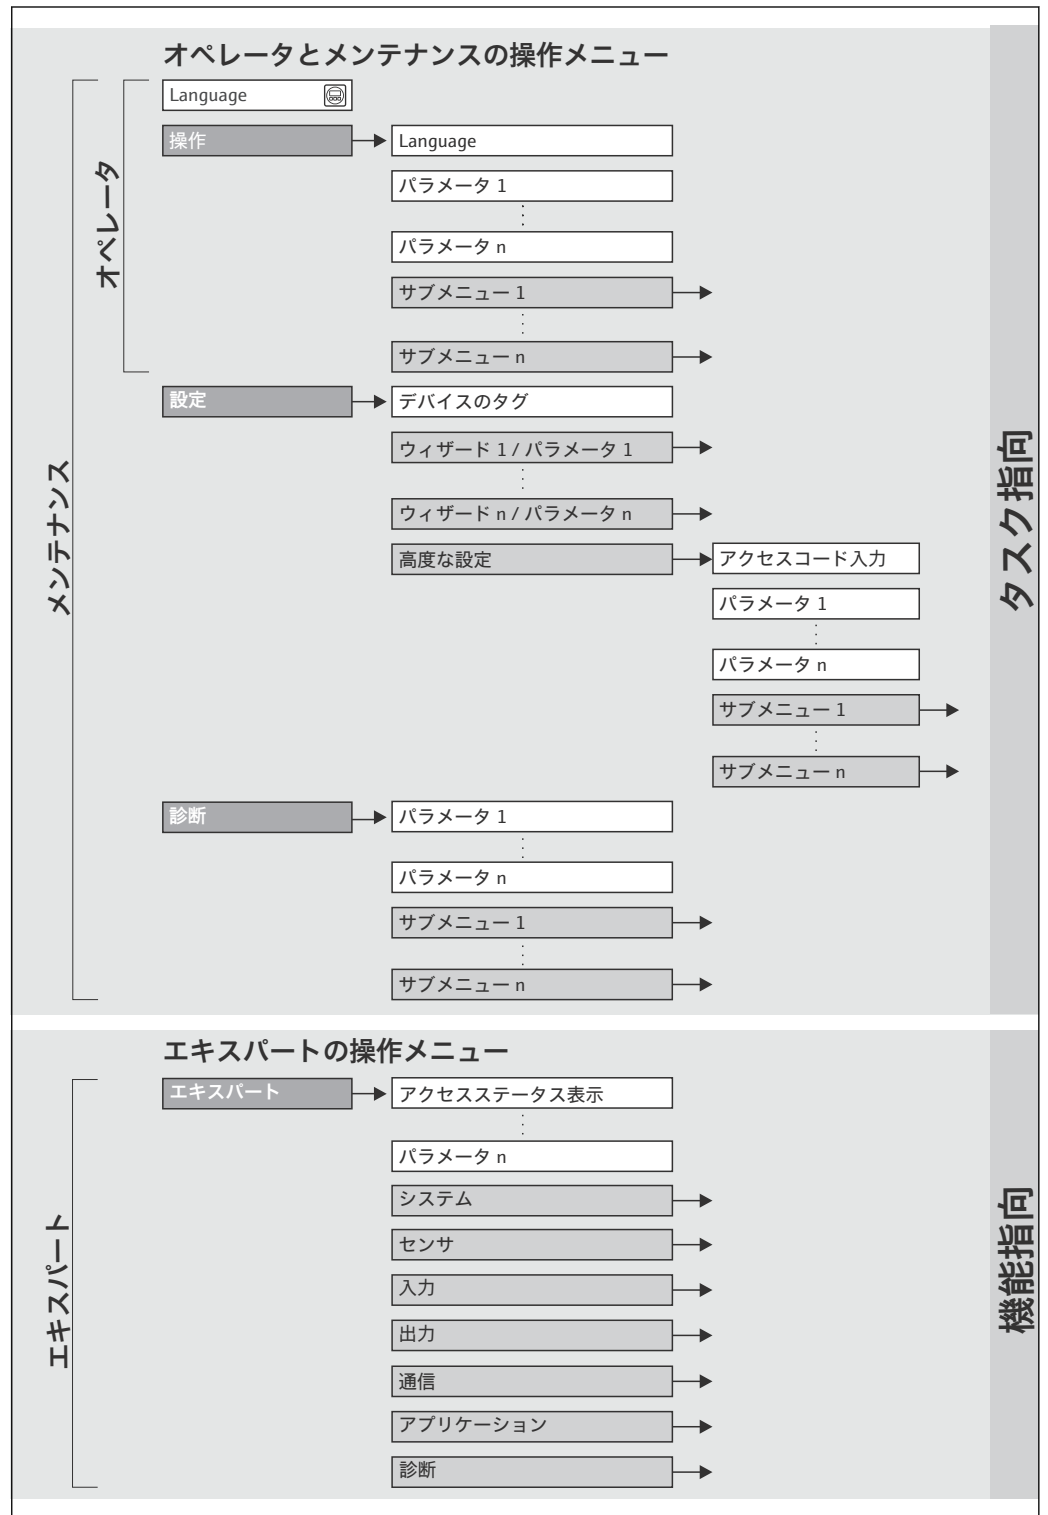 オペレータとメンテナンスの操作メニュー
Language
操作
Language
パラメータ 1
パラメータ n
サブメニュー 1
サブメニュー n
オペレータ
設定
デバイスのタグ
ウィザード 1 / パラメータ 1
ウィザード n / パラメータ n
高度な設定
アクセスコード入力
パラメータ 1
パラメータ n
サブメニュー 1
サブメニュー n
メンテナンス
タスク指向
診断
パラメータ 1
パラメータ n
サブメニュー 1
サブメニュー n
エキスパートの操作メニュー
エキスパート
アクセスステータス表示
パラメータ n
システム
センサ
入力
出力
通信
アプリケーション
診断
エキスパート
機能指向